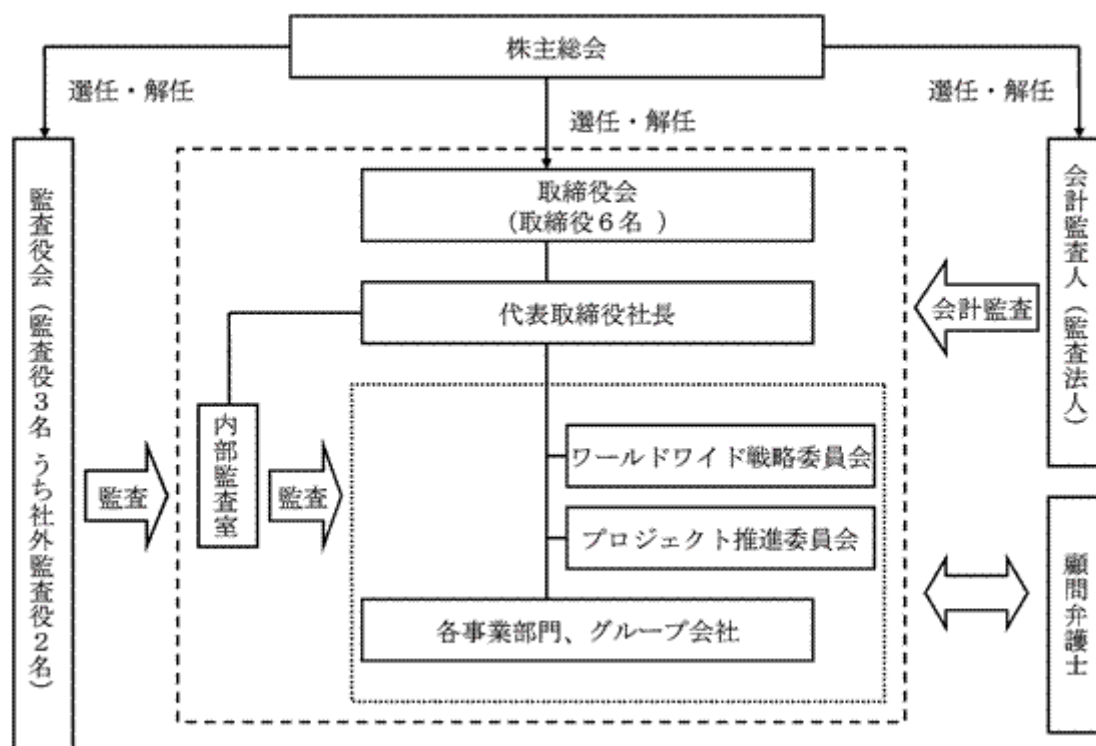 株主総会
選任・解任
選任・解任
選任・解任
取締役会
（取締役６名 ）
代表取締役社長
会計監査
監査役会（監査役３名 うち社外監査役２名）
会計監査人（監査法人）
内部監査室
監査
監査
ワールドワイド戦略委員会
プロジェクト推進委員会
各事業部門、グループ会社
顧問弁護士